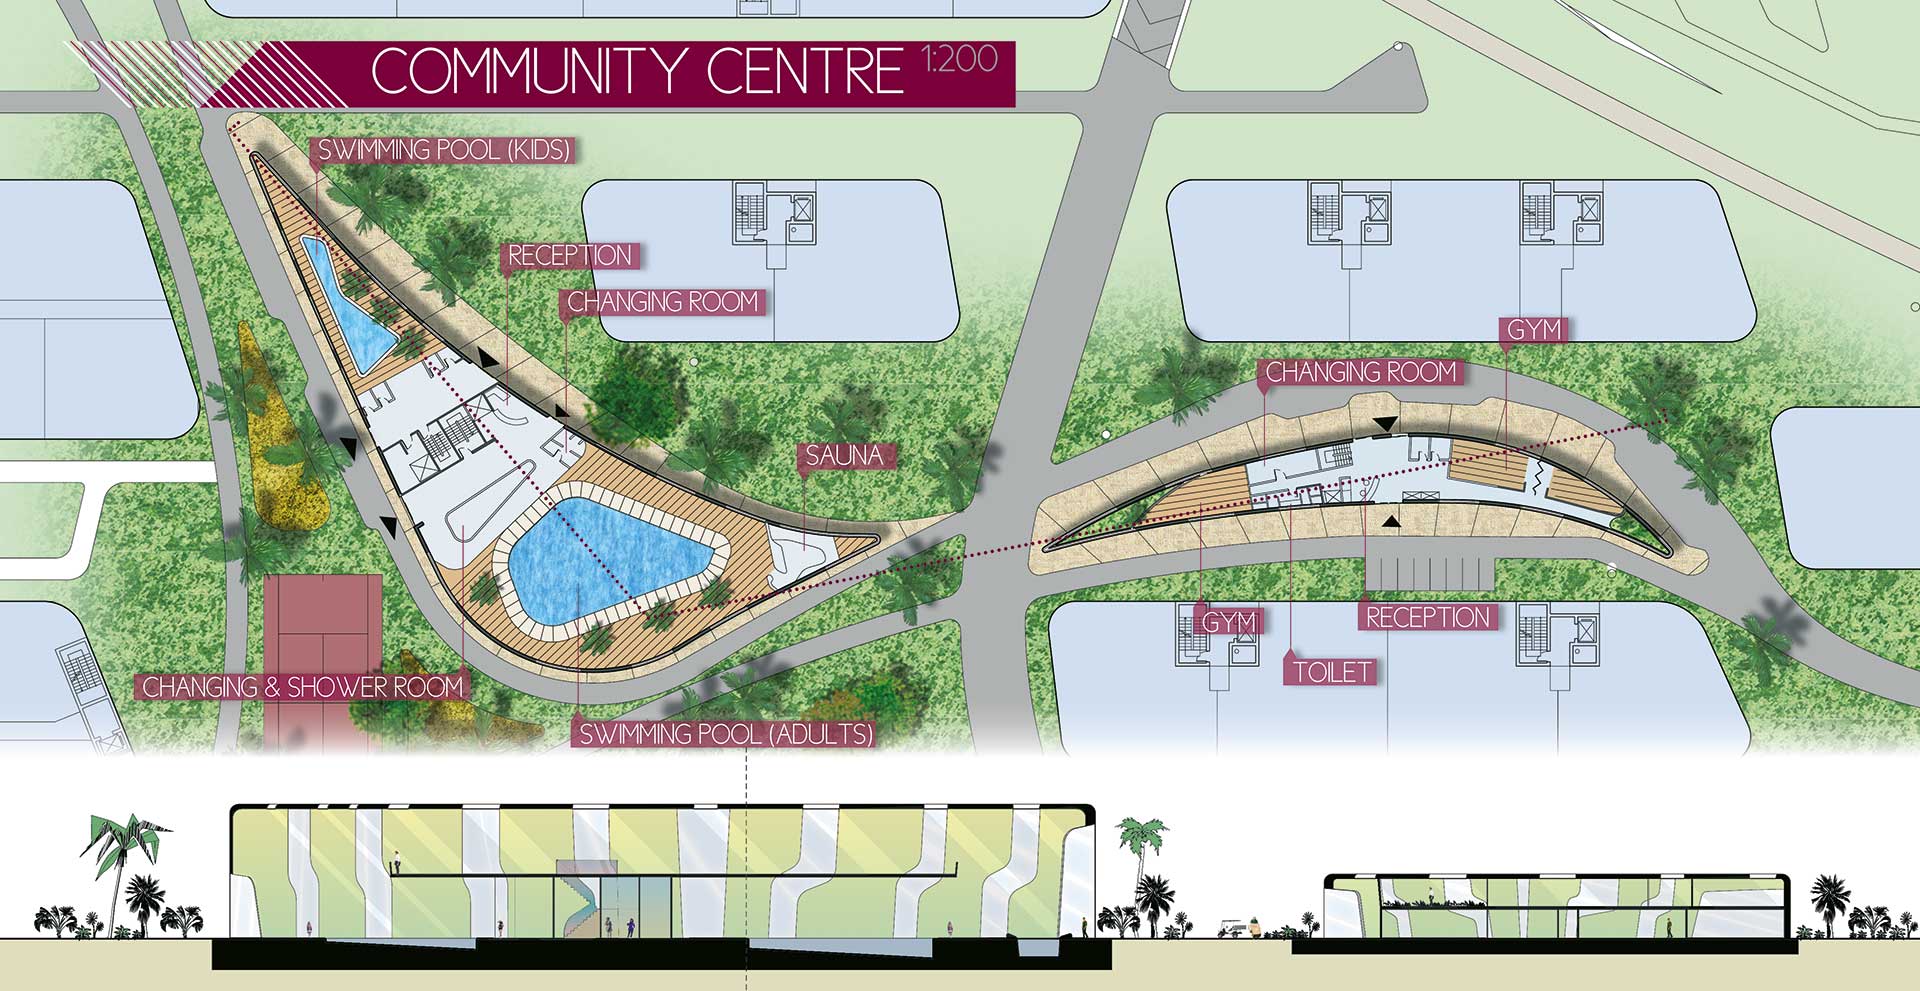 COMMUNITY CENTRE 1:200
SWIMMING POOL (KIDS)
RECEPTION
CHANGING ROOM
GYM
CHANGING ROOM
SAUNA
GYM
RECEPTION
TOILET
CHANGING & SHOWER ROOM
SWIMMING POOL (ADULTS)